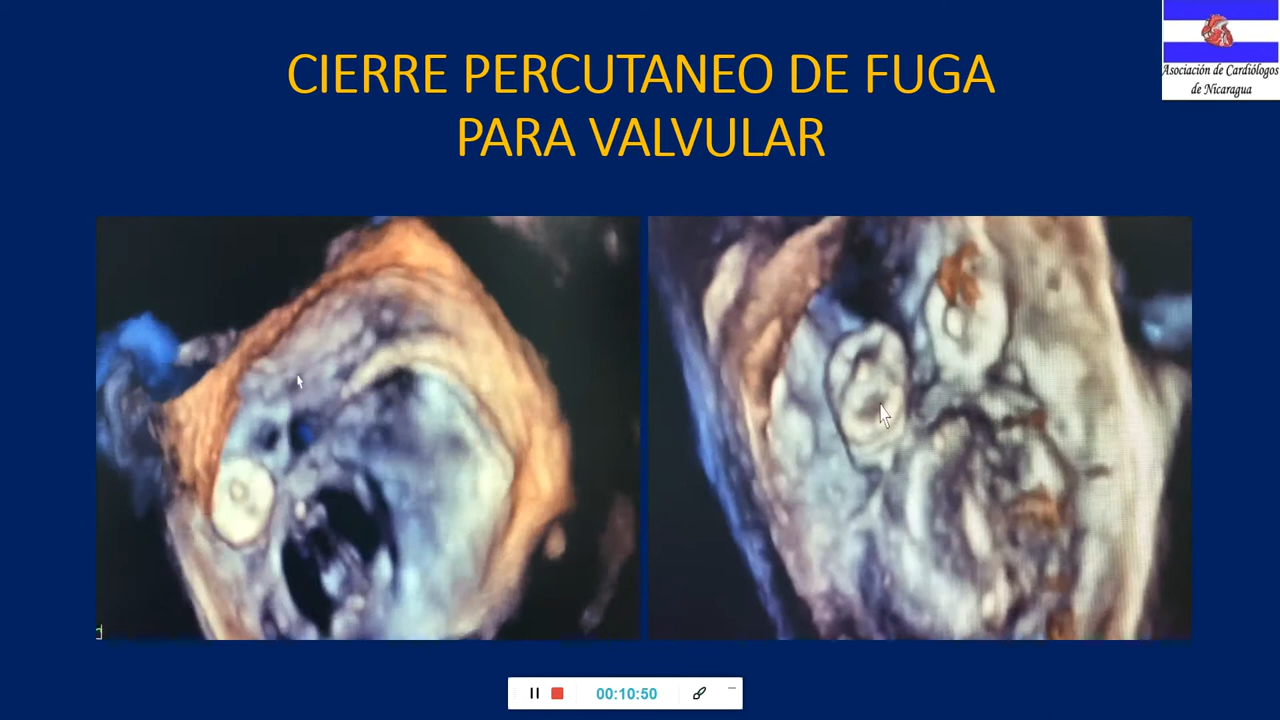 CIERRE PERCUTANEO DE FUGA
PARA VALVULAR
Asociación de Cardiólogos
de Nicaragua
00:10:50